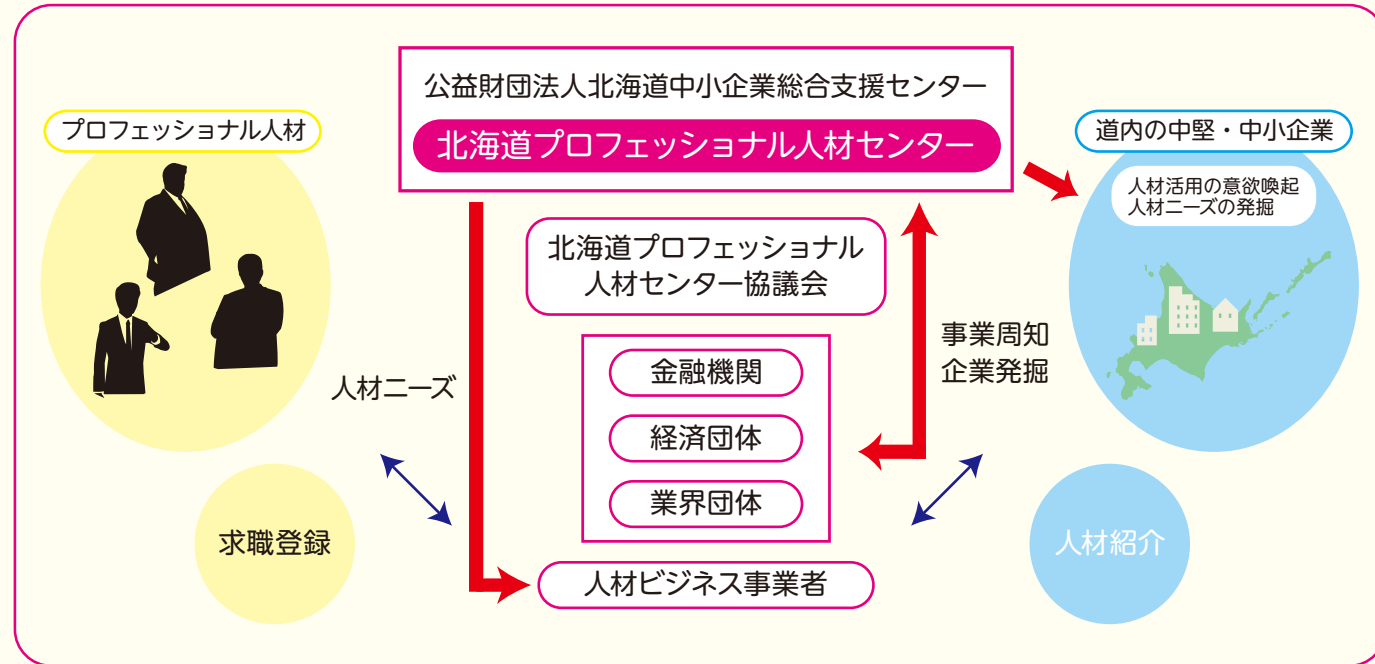 公益財団法人北海道中小企業総合支援センター
北海道プロフェッショナル人材センター
プロフェッショナル人材
道内の中堅・中小企業
人材活用の意欲喚起
人材ニーズの発掘
北海道プロフェッショナル
人材センター協議会
事業周知
企業発掘
人材ニーズ
金融機関
経済団体
業界団体
求職登録
人材紹介
人材ビジネス事業者